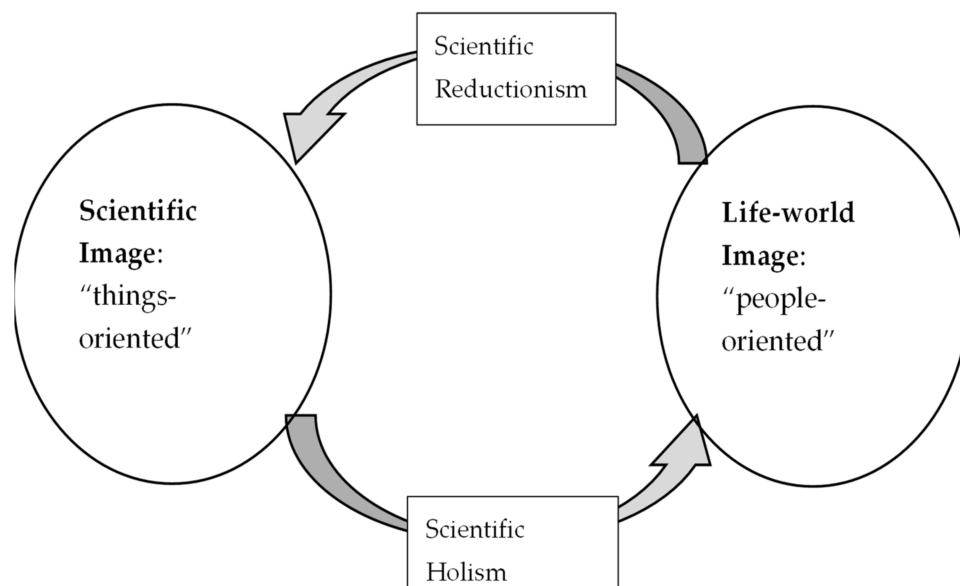 Scientific
Reductionism
Scientific
Image:
“things-
oriented”
Life-world
Image:
“people-
oriented”
Scientific
Holism